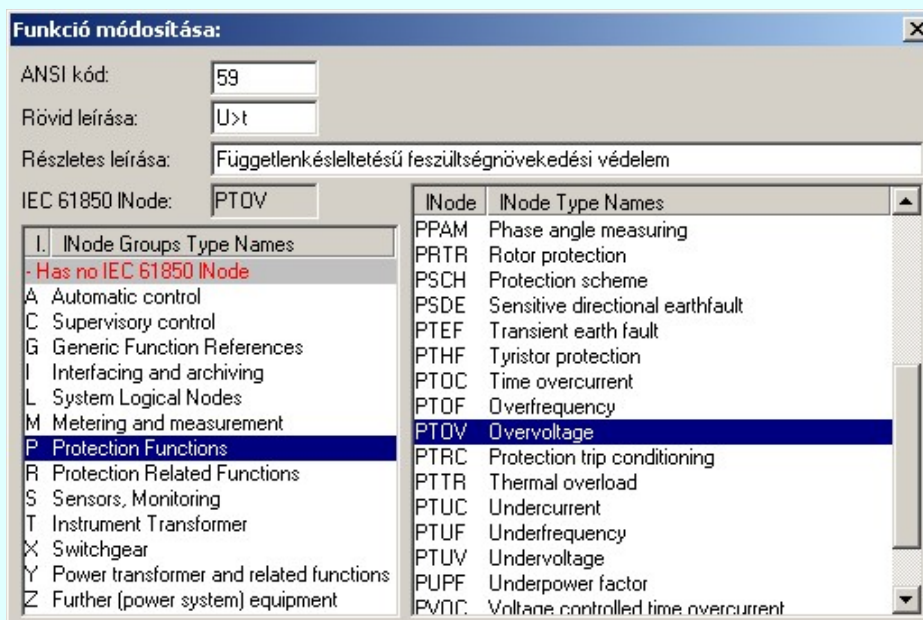 Funkció módosítása:
ANSI kód: 59
Rövid leírása: U>t
Részletes leírása: Függetlenkésleltetésű feszültségnövekedési védelem
IEC 61850 lNode: PTOV
l. lNode Groups Type Names
- Has no IEC 61850 lNode
A Automatic control
C Supervisory control
G Generic Function References
I Interfacing and archiving
L System Logical Nodes
M Metering and measurement
P Protection Functions
R Protection Related Functions
S Sensors, Monitoring
T Instrument Transformer
X Switchgear
Y Power transformer and related functions
Z Further (power system) equipment
lNode lNode Type Names
PPAM Phase angle measuring
PRTR Rotor protection
PSCH Protection scheme
PSDE Sensitive directional earthfault
PTEF Transient earth fault
PTHF Tyristor protection
PTOC Time overcurrent
PTOF Overfrequency
PTOV Overvoltage
PTRC Protection trip conditioning
PTTR Thermal overload
PTUC Undercurrent
PTUF Underfrequency
PTUV Undervoltage
PUPF Underpower factor
PVOC Voltage controlled time overcurrent